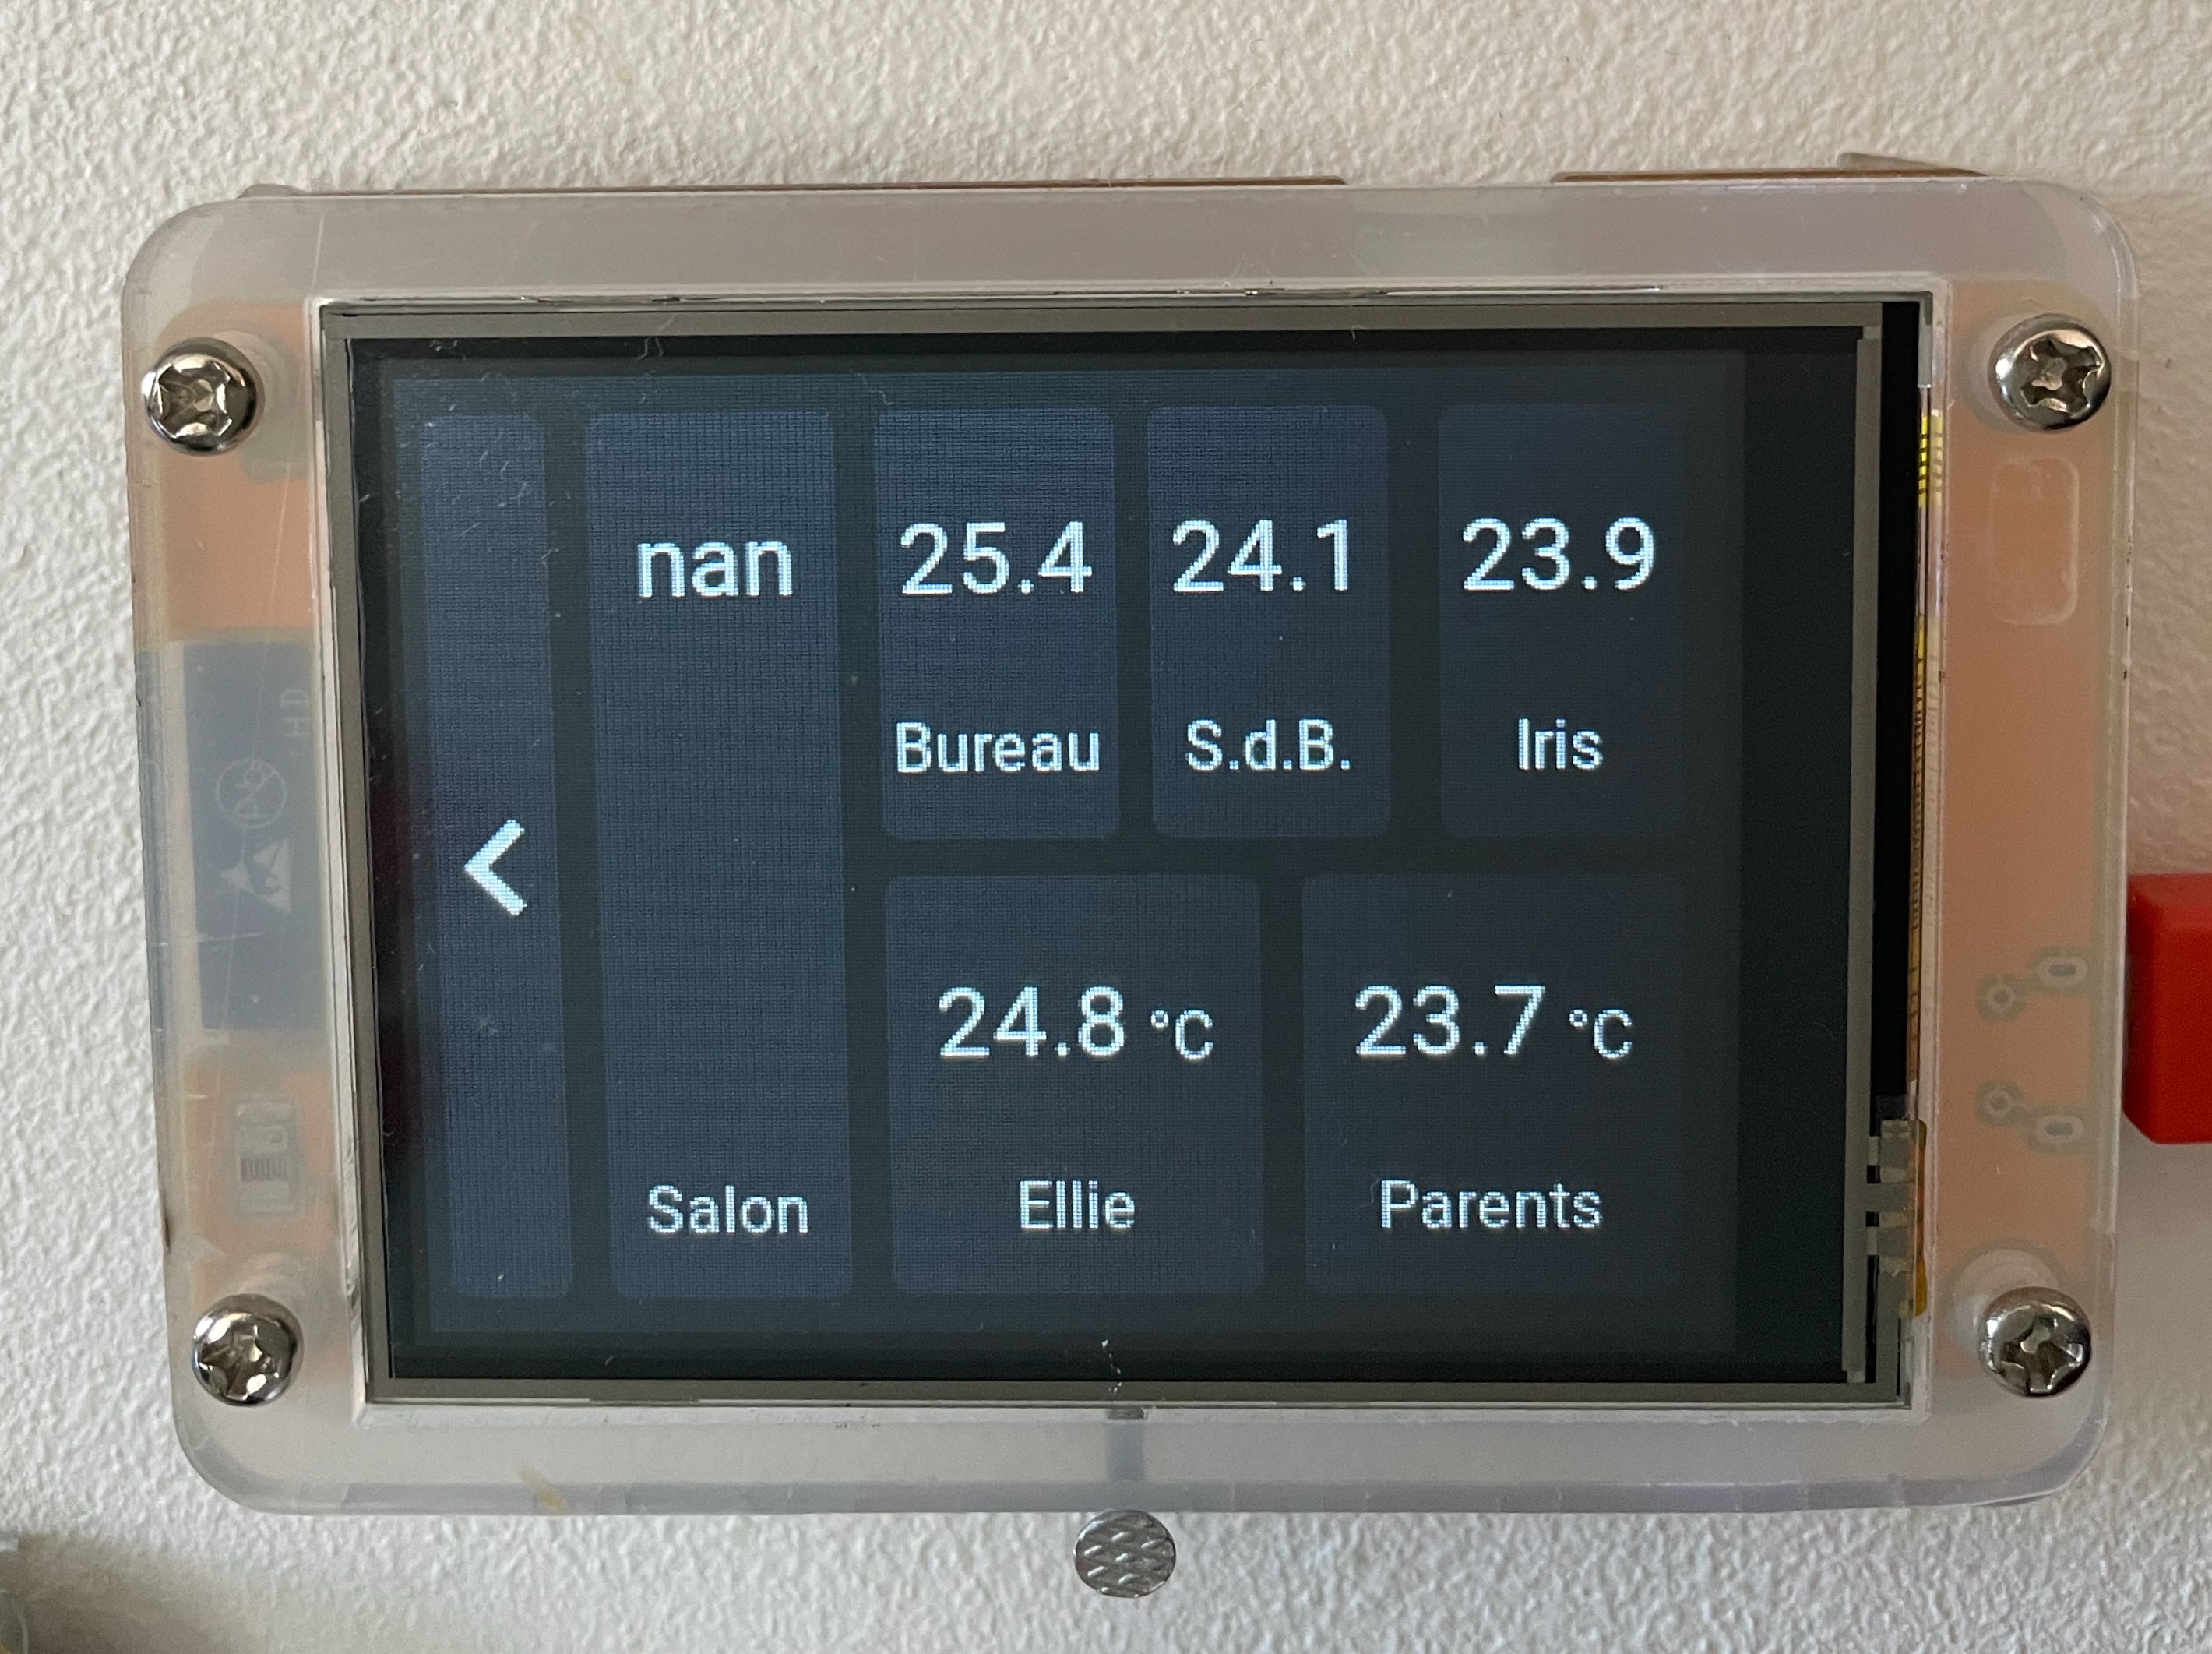 nan
25.4
24.1
23.9
Bureau
S.d.B.
Iris
<
24.8 °C
23.7 °C
Salon
Ellie
Parents